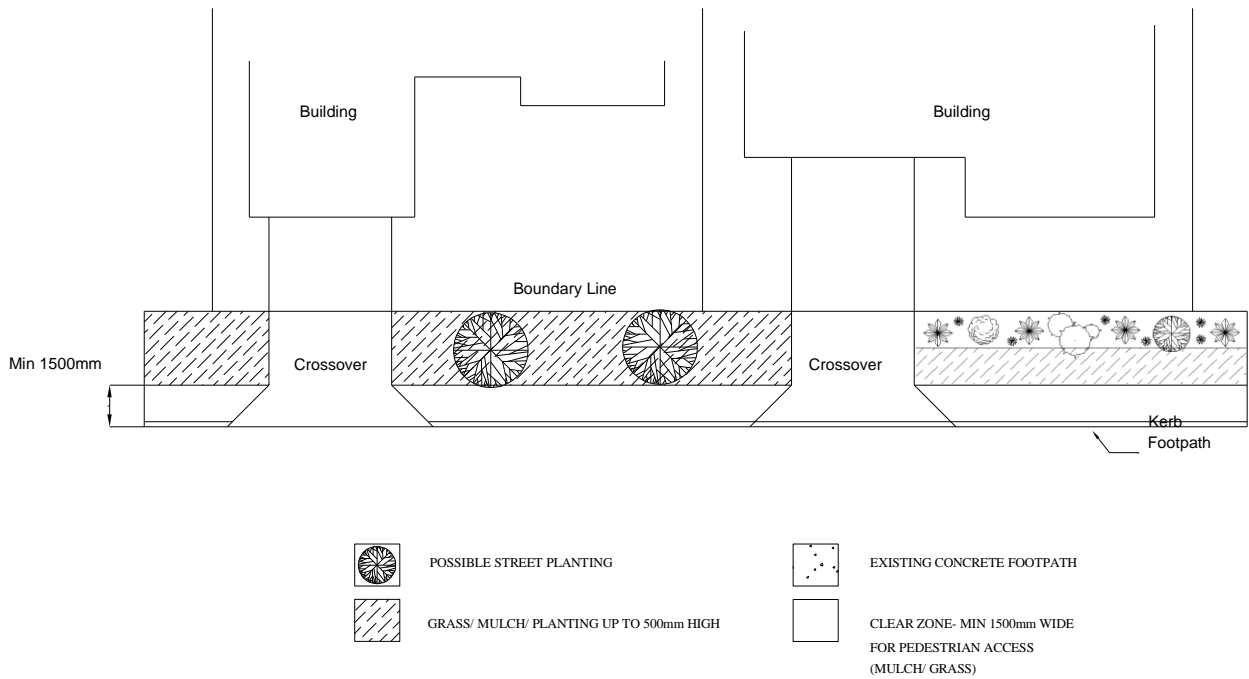 Building
Building
Boundary Line
Min 1500mm
Crossover
Crossover
Kerb
Footpath
POSSIBLE STREET PLANTING
EXISTING CONCRETE FOOTPATH
GRASS/ MULCH/ PLANTING UP TO 500mm HIGH
CLEAR ZONE- MIN 1500mm WIDE
FOR PEDESTRIAN ACCESS
(MULCH/ GRASS)